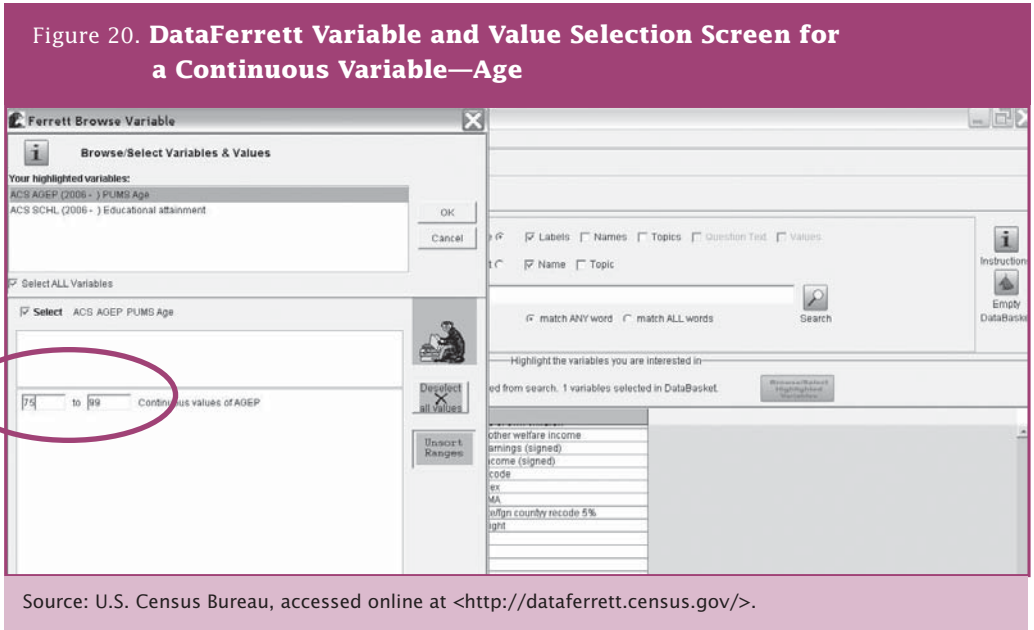 Figure 20. DataFerrett Variable and Value Selection Screen for
a Continuous Variable—Age
Ferrett Browse Variable
Browse/Select Variables & Values
Your highlighted variables:
ACS AGEP (2006 - ) PUMS Age
ACS SCHL (2006 - ) Educational attainment
OK
Cancel
Select ALL Variables
Select ACS AGEP PUMS Age
75 to 99 Continuous values of AGEP
Deselect
all values
Unsort
Ranges
Labels Names Topics Question Text Values
Name Topic
match ANY word match ALL words
Search
Instruction
Empty
DataBaske
Highlight the variables you are interested in
ed from search. 1 variables selected in DataBasket.
Browse/Select
Highlighted
Variables
other welfare income
arnings (signed)
icome (signed)
code
ex
MA
te/fgn countyy recode 5%
ight
Source: U.S. Census Bureau, accessed online at <http://dataferrett.census.gov/>.